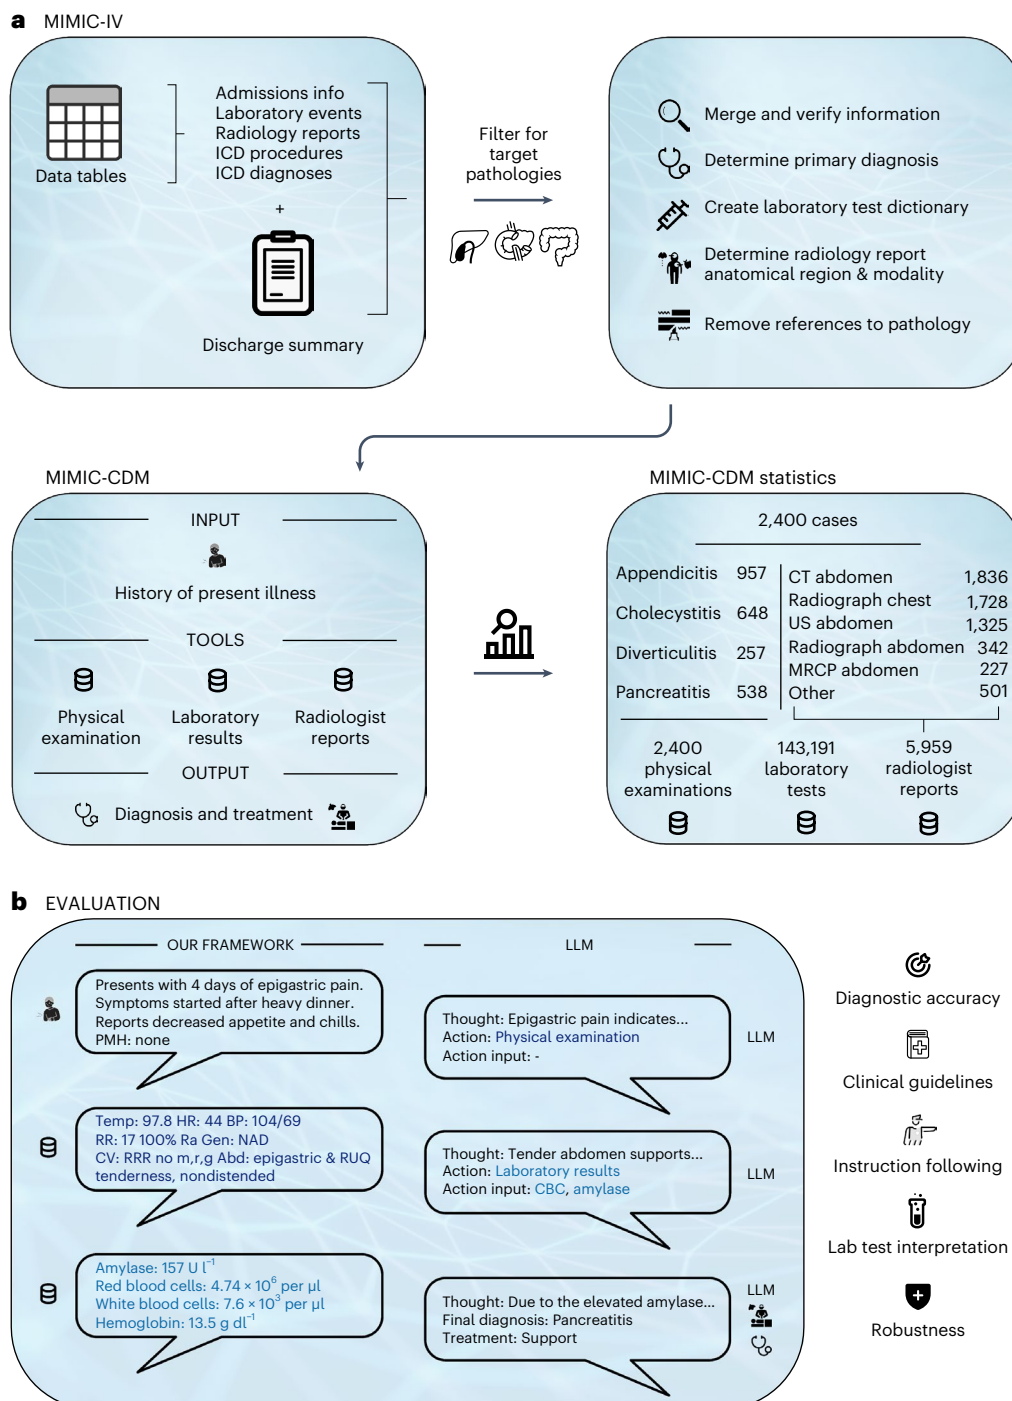 a MIMIC-IV
Data tables
Admissions info
Laboratory events
Radiology reports
ICD procedures
ICD diagnoses
+
Discharge summary
Filter for
target
pathologies
Merge and verify information
Determine primary diagnosis
Create laboratory test dictionary
Determine radiology report
anatomical region & modality
Remove references to pathology
MIMIC-CDM
INPUT
History of present illness
TOOLS
Physical
examination
Laboratory
results
Radiologist
reports
OUTPUT
Diagnosis and treatment
MIMIC-CDM statistics
2,400 cases
Appendicitis 957
Cholecystitis 648
Diverticulitis 257
Pancreatitis 538
CT abdomen 1,836
Radiograph chest 1,728
US abdomen 1,325
Radiograph abdomen 342
MRCP abdomen 227
Other 501
2,400
physical
examinations
143,191
laboratory
tests
5,959
radiologist
reports
b EVALUATION
OUR FRAMEWORK
LLM
Presents with 4 days of epigastric pain.
Symptoms started after heavy dinner.
Reports decreased appetite and chills.
PMH: none
Thought: Epigastric pain indicates...
Action: Physical examination
Action input: -
LLM
Temp: 97.8 HR: 44 BP: 104/69
RR: 17 100% Ra Gen: NAD
CV: RRR no m,r,g Abd: epigastric & RUQ
tenderness, nondistended
Thought: Tender abdomen supports...
Action: Laboratory results
Action input: CBC, amylase
LLM
Amylase: 157 U l⁻¹
Red blood cells: 4.74 × 10⁶ per µl
White blood cells: 7.6 × 10³ per µl
Hemoglobin: 13.5 g dl⁻¹
Thought: Due to the elevated amylase...
Final diagnosis: Pancreatitis
Treatment: Support
LLM
Diagnostic accuracy
Clinical guidelines
Instruction following
Lab test interpretation
Robustness